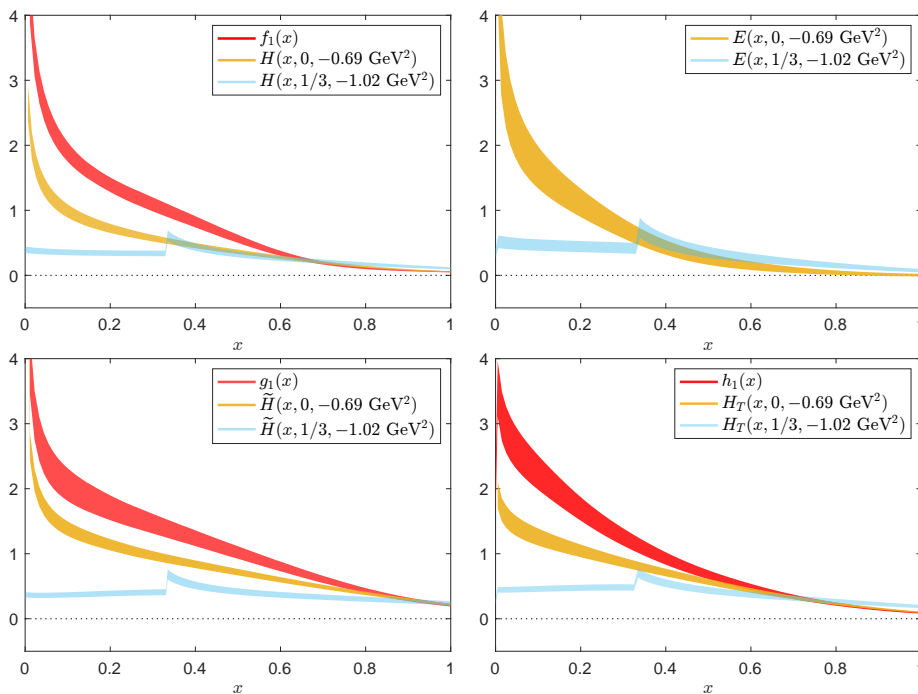 4
3
2
1
0
0 0.2 0.4 0.6 0.8 1
x
f₁(x)
H(x, 0, −0.69 GeV²)
H(x, 1/3, −1.02 GeV²)
4
3
2
1
0
0 0.2 0.4 0.6 0.8 1
x
E(x, 0, −0.69 GeV²)
E(x, 1/3, −1.02 GeV²)
4
3
2
1
0
0 0.2 0.4 0.6 0.8 1
x
g₁(x)
H̃(x, 0, −0.69 GeV²)
H̃(x, 1/3, −1.02 GeV²)
4
3
2
1
0
0 0.2 0.4 0.6 0.8 1
x
h₁(x)
H_T(x, 0, −0.69 GeV²)
H_T(x, 1/3, −1.02 GeV²)